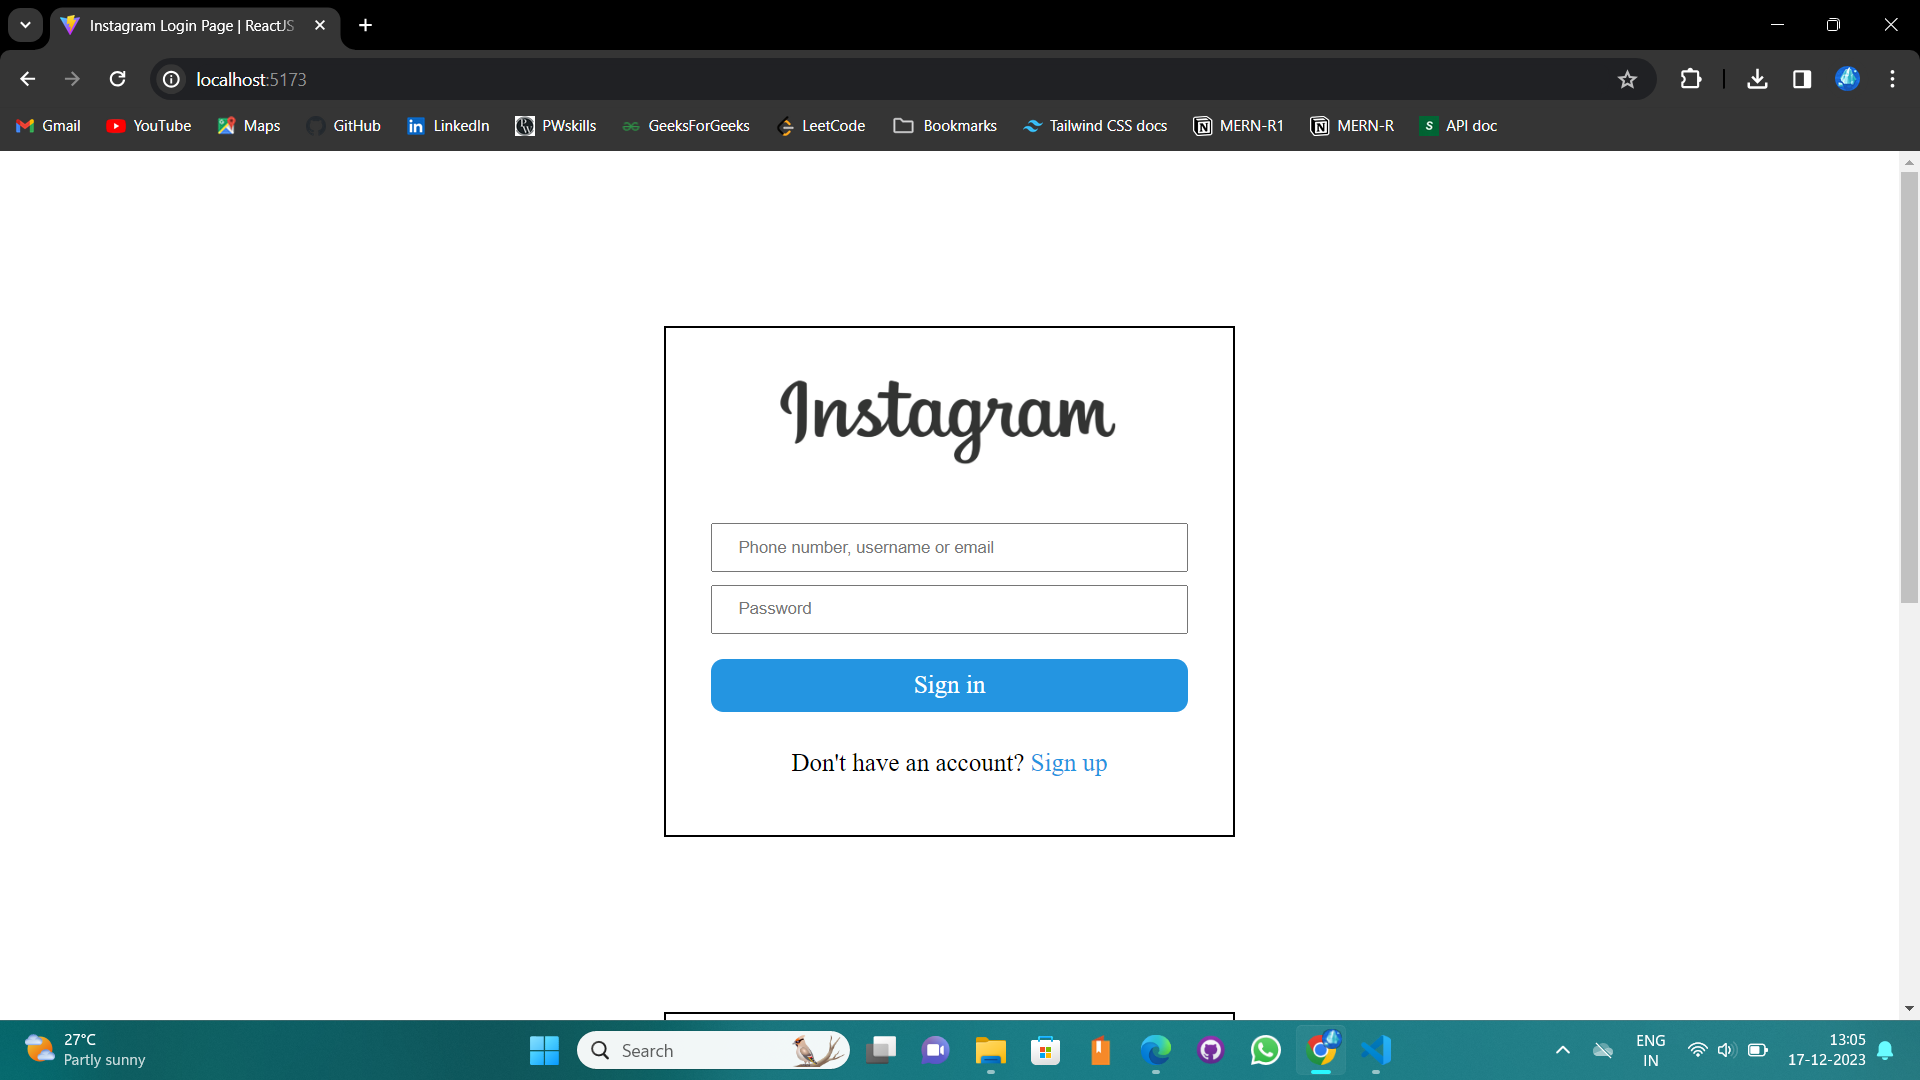 Instagram Login Page | ReactJS
localhost:5173
Gmail YouTube Maps GitHub LinkedIn PWskills GeeksForGeeks LeetCode Bookmarks Tailwind CSS docs MERN-R1 MERN-R API doc
Instagram
Phone number, username or email
Password
Sign in
Don't have an account? Sign up
27°C
Partly sunny
Search
ENG
IN
13:05
17-12-2023